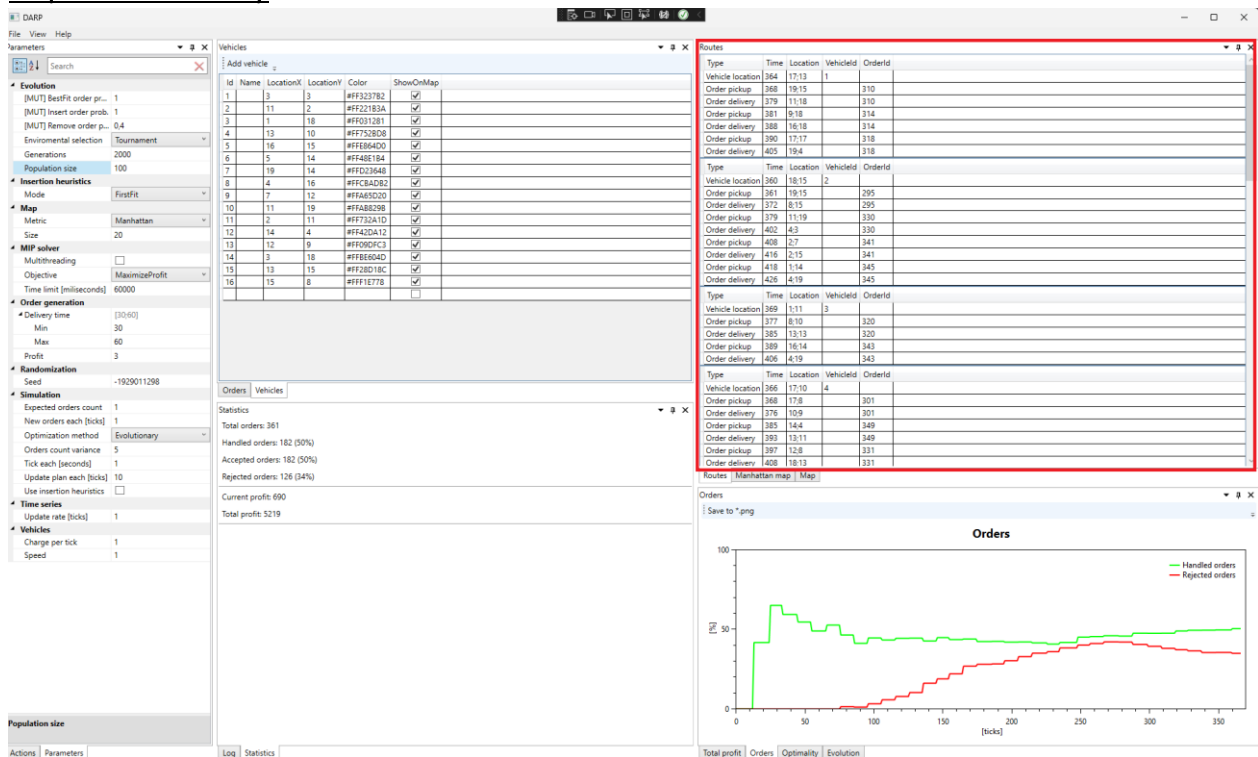 DARP
File View Help
Parameters
Search
Evolution
[MUT] BestFit order pr... 1
[MUT] Insert order prob. 1
[MUT] Remove order p... 0,4
Enviromental selection Tournament
Generations 2000
Population size 100
Insertion heuristics
Mode FirstFit
Map
Metric Manhattan
Size 20
MIP solver
Multithreading
Objective MaximizeProfit
Time limit [miliseconds] 60000
Order generation
Delivery time [30;60]
Min 30
Max 60
Profit 3
Randomization
Seed -1929011298
Simulation
Expected orders count 1
New orders each [ticks] 1
Optimization method Evolutionary
Orders count variance 5
Tick each [seconds] 1
Update plan each [ticks] 10
Use insertion heuristics
Time series
Update rate [ticks] 1
Vehicles
Charge per tick 1
Speed 1
Population size
Actions Parameters
Vehicles
Add vehicle
Id Name LocationX LocationY Color ShowOnMap
1 3 3 #FF3237B2
2 11 2 #FF221B3A
3 1 18 #FF031281
4 13 10 #FF752BD8
5 16 15 #FFE864D0
6 5 14 #FF48E1B4
7 19 14 #FFD23648
8 4 16 #FFCBADB2
9 7 12 #FFA65D20
10 11 19 #FFAB829B
11 2 11 #FF732A1D
12 14 4 #FF42DA12
13 12 9 #FF09DFC3
14 3 18 #FFBE604D
15 13 15 #FF28D18C
16 15 8 #FFF1E778
Orders Vehicles
Statistics
Total orders: 361
Handled orders: 182 (50%)
Accepted orders: 182 (50%)
Rejected orders: 126 (34%)
Current profit: 690
Total profit: 5219
Log Statistics
Routes
Type Time Location VehicleId OrderId
Vehicle location 364 17;13 1
Order pickup 368 19;15 310
Order delivery 379 11;18 310
Order pickup 381 9;18 314
Order delivery 388 16;18 314
Order pickup 390 17;17 318
Order delivery 405 19;4 318
Type Time Location VehicleId OrderId
Vehicle location 360 18;15 2
Order pickup 361 19;15 295
Order delivery 372 8;15 295
Order pickup 379 11;19 330
Order delivery 402 4;3 330
Order pickup 408 2;7 341
Order delivery 416 2;15 341
Order pickup 418 1;14 345
Order delivery 426 4;19 345
Type Time Location VehicleId OrderId
Vehicle location 369 1;11 3
Order pickup 377 8;10 320
Order delivery 385 13;13 320
Order pickup 389 16;14 343
Order delivery 406 4;19 343
Type Time Location VehicleId OrderId
Vehicle location 366 17;10 4
Order pickup 368 17;8 301
Order delivery 376 10;9 301
Order pickup 385 14;4 349
Order delivery 393 13;11 349
Order pickup 397 12;8 331
Order delivery 408 18;13 331
Routes Manhattan map Map
Orders
Save to *.png
Orders
Handled orders
Rejected orders
100
50
0
[%]
0 50 100 150 200 250 300 350
[ticks]
Total profit Orders Optimality Evolution